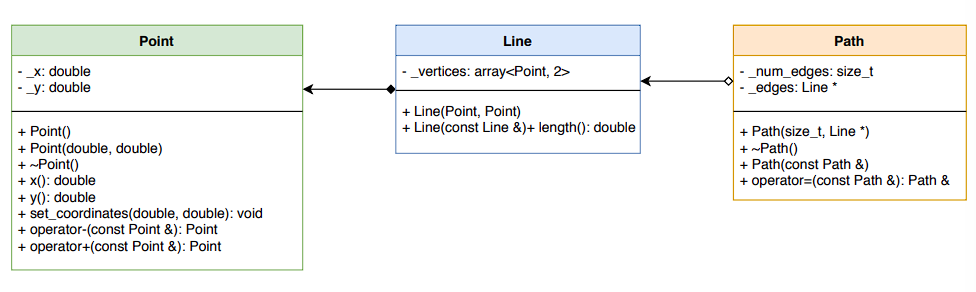 Point
- _x: double
- _y: double
+ Point()
+ Point(double, double)
+ ~Point()
+ x(): double
+ y(): double
+ set_coordinates(double, double): void
+ operator-(const Point &): Point
+ operator+(const Point &): Point
Line
- _vertices: array<Point, 2>
+ Line(Point, Point)
+ Line(const Line &)+ length(): double
Path
- _num_edges: size_t
- _edges: Line *
+ Path(size_t, Line *)
+ ~Path()
+ Path(const Path &)
+ operator=(const Path &): Path &